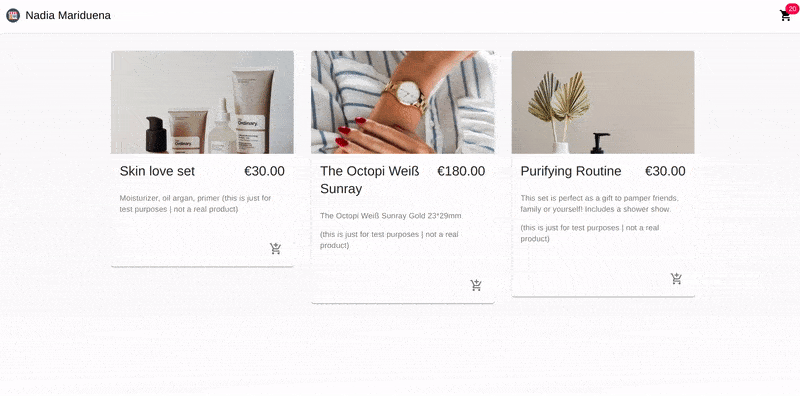 Nadia Mariduena
20
Ordinary.
Ordinary.
Skin love set €30.00
Moisturizer, oil argan, primer (this is just for
test purposes | not a real product)
The Octopi Weiß €180.00
Sunray
The Octopi Weiß Sunray Gold 23*29mm
(this is just for test purposes | not a real
product)
Purifying Routine €30.00
This set is perfect as a gift to pamper friends,
family or yourself! Includes a shower show.
(this is just for test purposes | not a real
product)